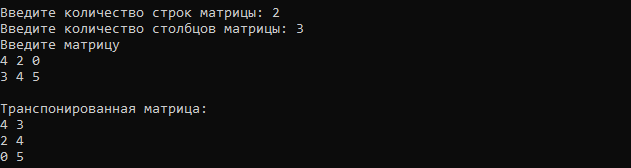 Введите количество строк матрицы: 2
Введите количество столбцов матрицы: 3
Введите матрицу
4 2 0
3 4 5
Транспонированная матрица:
4 3
2 4
0 5